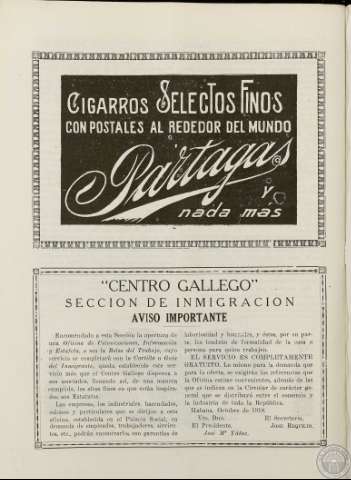 CIGARROS SELECTOS FINOS
CON POSTALES AL REDEDOR DEL MUNDO
Partagas
y
nada mas
"CENTRO GALLEGO"
SECCION DE INMIGRACION
AVISO IMPORTANTE
Encomendado a esta Sección la apertura de
una Oficina de Colocaciones, Información
y Estafeta, o sea la Bolsa del Trabajo, cuyo
servicio se completará con la Cartilla o Guía
del Inmigrante, queda establecido este ser-
vicio más que el Centro Gallego dispensa a
sus asociados, llenando así, de una manera
cumplida, los altos fines en que están inspira-
dos sus Estatutos.
Las empresas, los industriales, hacendados,
colonos y particulares que se dirijan a esta
oficina, establecida en el Palacio Social, en
demanda de empleados, trabajadores, sirvien-
tes, etc., podrán encontrarlos, con garantías de
laboriosidad y honradez, y éstos, por su par-
te, los tendrán de formalidad de la casa o
persona para quien trabajen.
EL SERVICIO ES COMPLETAMENTE
GRATUITO. Lo mismo para la demanda que
para la oferta, se exigirán las referencias que
la Oficina estime convenientes, además de las
que se indican en la Circular de carácter ge-
neral que se distribuyó entre el comercio y
la industria de toda la República.
Habana, Octubre de 1918.
Vto. Bno. El Secretario,
El Presidente, José
José Mª Yáñez.